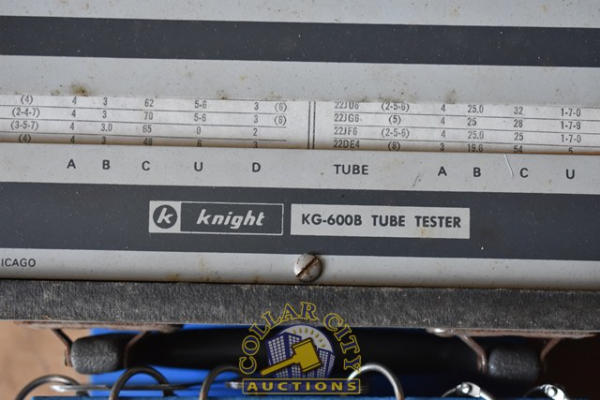 (4) 4 3 62 5-6 3 (6) 22JU6 (2-5-6) 4 25.0 32 1-7-0
(2-4-7) 4 3 70 5-6 3 (6) 22JG6 (5) 4 25 28 1-7-9
(3-5-7) 4 3.0 65 0 2 22JF6 (2-5-6) 4 25.0 25 1-7-0
(4) 4 3 48 6 3 22DE4 (8) 3 19.6 54 5
A B C U D TUBE A B C U
k knight KG-600B TUBE TESTER
ICAGO
COLLAR CITY
AUCTIONS